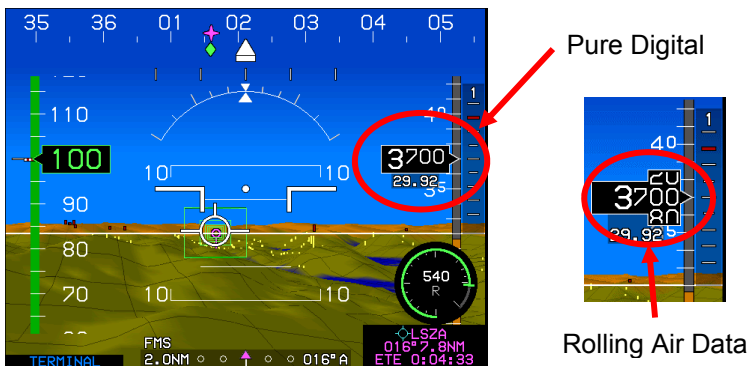 35 36 01 02 03 04 05
Pure Digital
1
110
40
100
3700
29.92
10 10
35
90
80
540
R
70
10 10
LSZA
016°7.8NM
ETE 0:04:33
FMS
2.0NM 016°A
TERMINAL
1
40
3700
29.92
5
Rolling Air Data